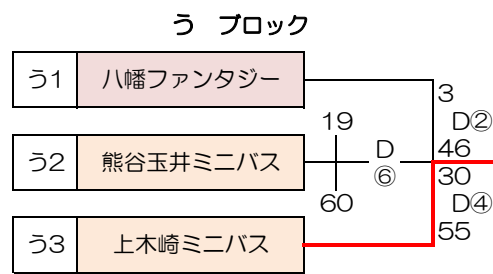 う ブロック
う1 八幡ファンタジー
3
D②
19
46
う2 熊谷玉井ミニバス
D
⑥
30
60
D④
55
う3 上木崎ミニバス